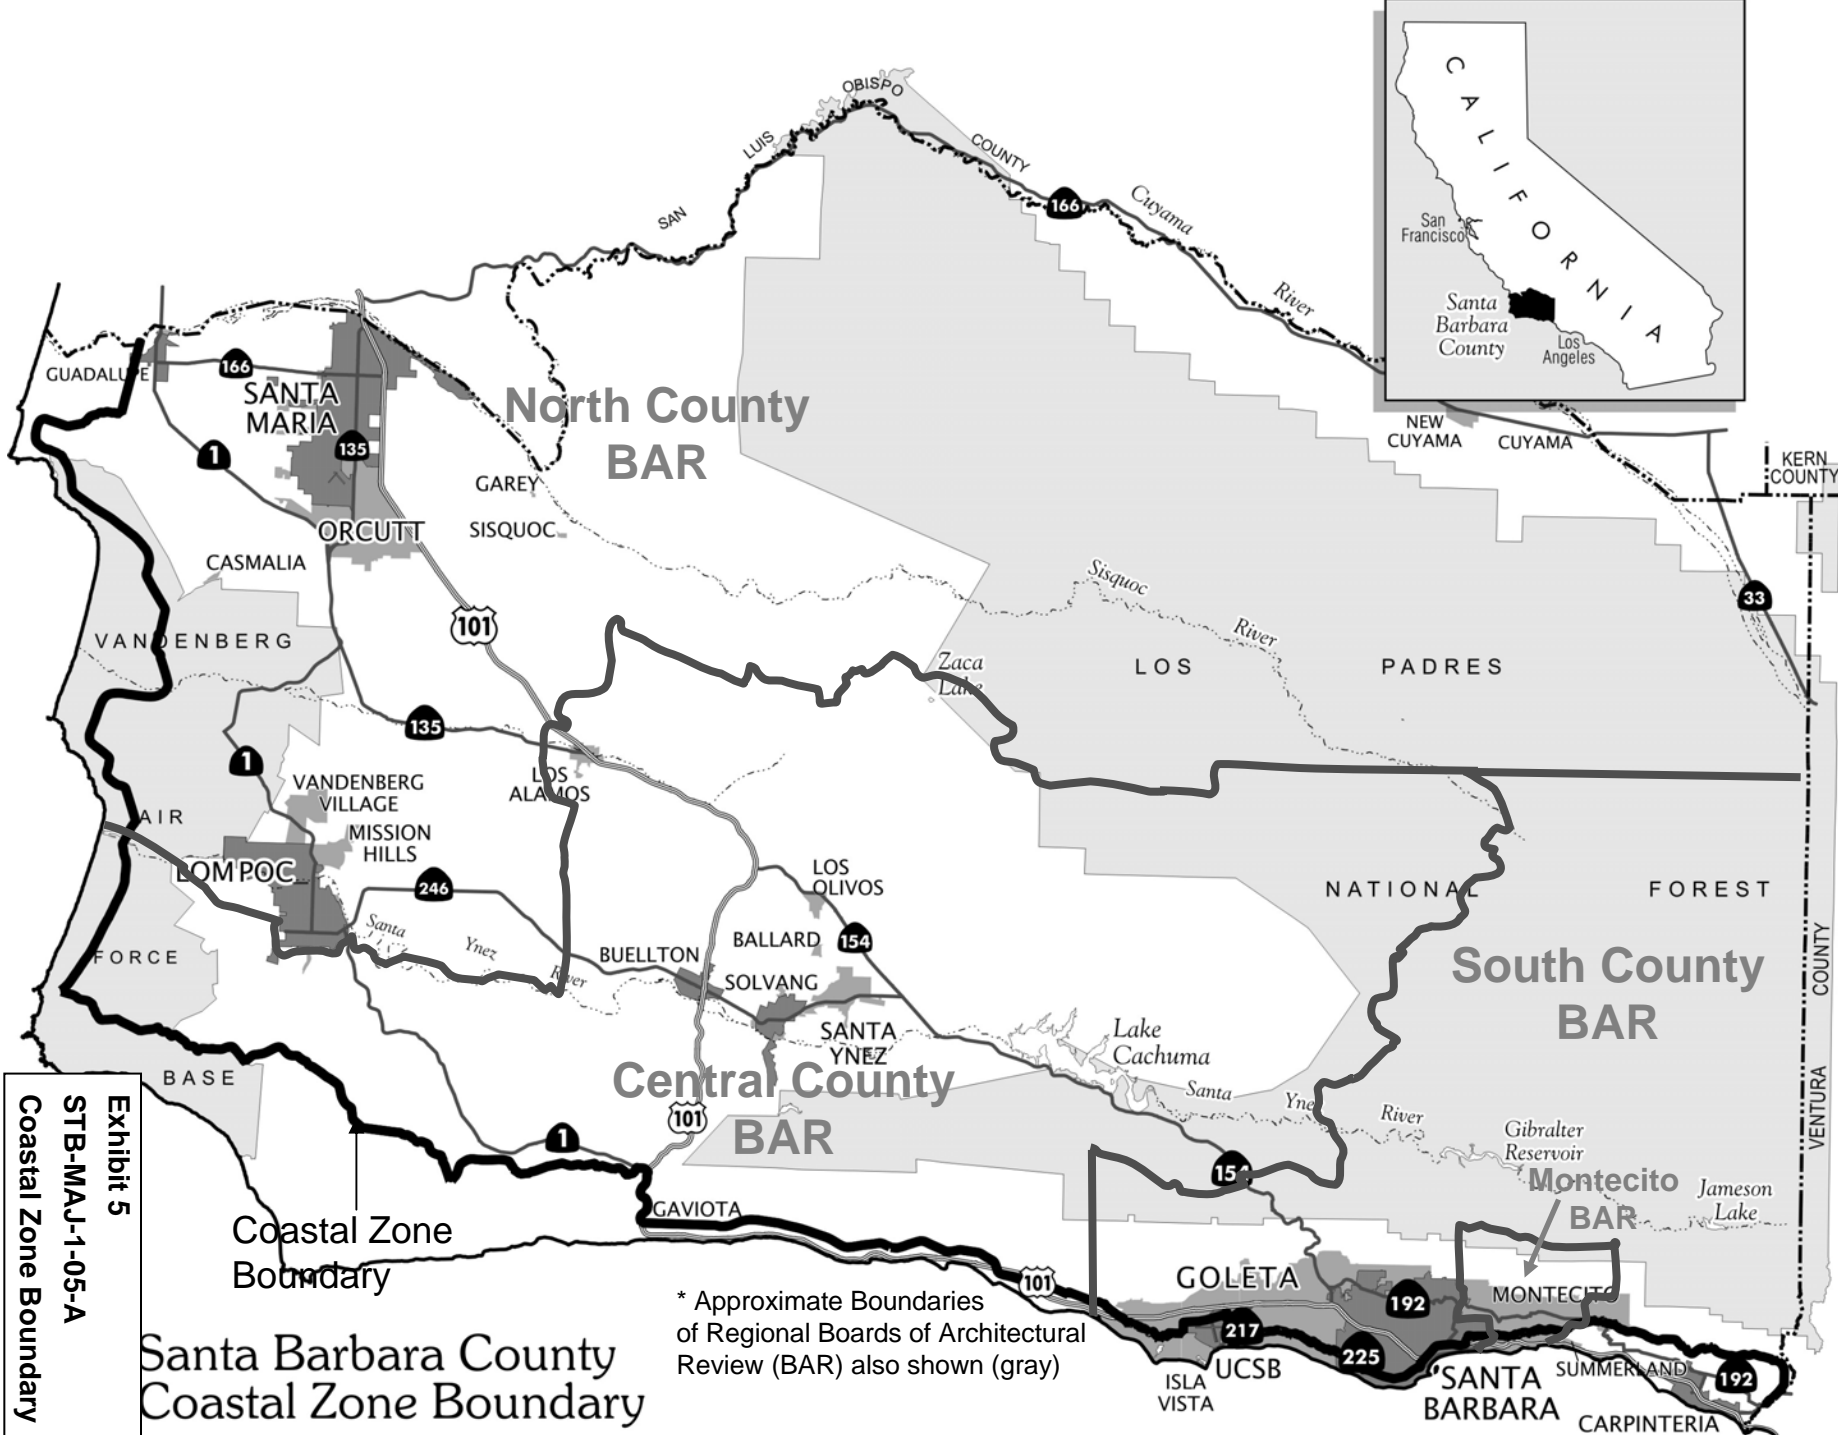 OBISPO
LUIS
COUNTY
SAN
166
Cuyama
River
CALIFORNIA
San
Francisco
Santa
Barbara
County
Los
Angeles
GUADALUPE
166
SANTA
MARIA
135
1
North County
BAR
NEW
CUYAMA
CUYAMA
KERN
COUNTY
GAREY
SISQUOC
ORCUTT
CASMALIA
101
Sisquoc
River
33
VANDENBERG
Zaca
Lake
LOS PADRES
135
1
VANDENBERG
VILLAGE
LOS
ALAMOS
AIR
MISSION
HILLS
LOMPOC
246
LOS
OLIVOS
NATIONAL FOREST
Santa Ynez River
BUELLTON
BALLARD
154
SOLVANG
FORCE
South County
BAR
VENTURA COUNTY
SANTA
YNEZ
Lake
Cachuma
BASE
Central County
BAR
101
1
Santa Yne River
Gibralter
Reservoir
Montecito
BAR
Jameson
Lake
154
GAVIOTA
Coastal Zone
Boundary
101
GOLETA
192
MONTECITO
217
225
UCSB
ISLA
VISTA
SANTA
BARBARA
SUMMERLAND
192
CARPINTERIA
* Approximate Boundaries
of Regional Boards of Architectural
Review (BAR) also shown (gray)
Exhibit 5
STB-MAJ-1-05-A
Coastal Zone Boundary
Santa Barbara County
Coastal Zone Boundary